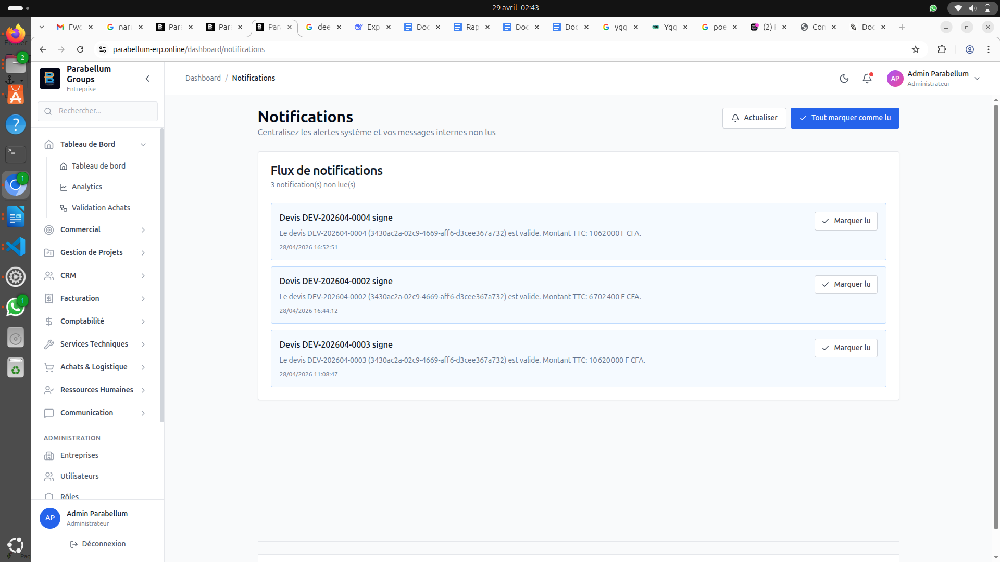 29 avril 02:43
Fwc
nar
Par
Par
Par
dee
Exp
Doc
Rap
Doc
Doc
ygg
Ygg
poe
(2)
Con
Doc
parabellum-erp.online/dashboard/notifications
Fichier
2
1
1
Pag
Parabellum
Groups
Entreprise
Rechercher...
Tableau de Bord
Tableau de bord
Analytics
Validation Achats
Commercial
Gestion de Projets
CRM
Facturation
Comptabilité
Services Techniques
Achats & Logistique
Ressources Humaines
Communication
ADMINISTRATION
Entreprises
Utilisateurs
Rôles
AP
Admin Parabellum
Administrateur
Déconnexion
Dashboard / Notifications
AP
Admin Parabellum
Administrateur
Notifications
Centralisez les alertes système et vos messages internes non lus
Actualiser
Tout marquer comme lu
Flux de notifications
3 notification(s) non lue(s)
Devis DEV-202604-0004 signe
Le devis DEV-202604-0004 (3430ac2a-02c9-4669-aff6-d3cee367a732) est valide. Montant TTC: 1 062 000 F CFA.
28/04/2026 16:52:51
Marquer lu
Devis DEV-202604-0002 signe
Le devis DEV-202604-0002 (3430ac2a-02c9-4669-aff6-d3cee367a732) est valide. Montant TTC: 6 702 400 F CFA.
28/04/2026 16:44:12
Marquer lu
Devis DEV-202604-0003 signe
Le devis DEV-202604-0003 (3430ac2a-02c9-4669-aff6-d3cee367a732) est valide. Montant TTC: 10 620 000 F CFA.
28/04/2026 11:08:47
Marquer lu